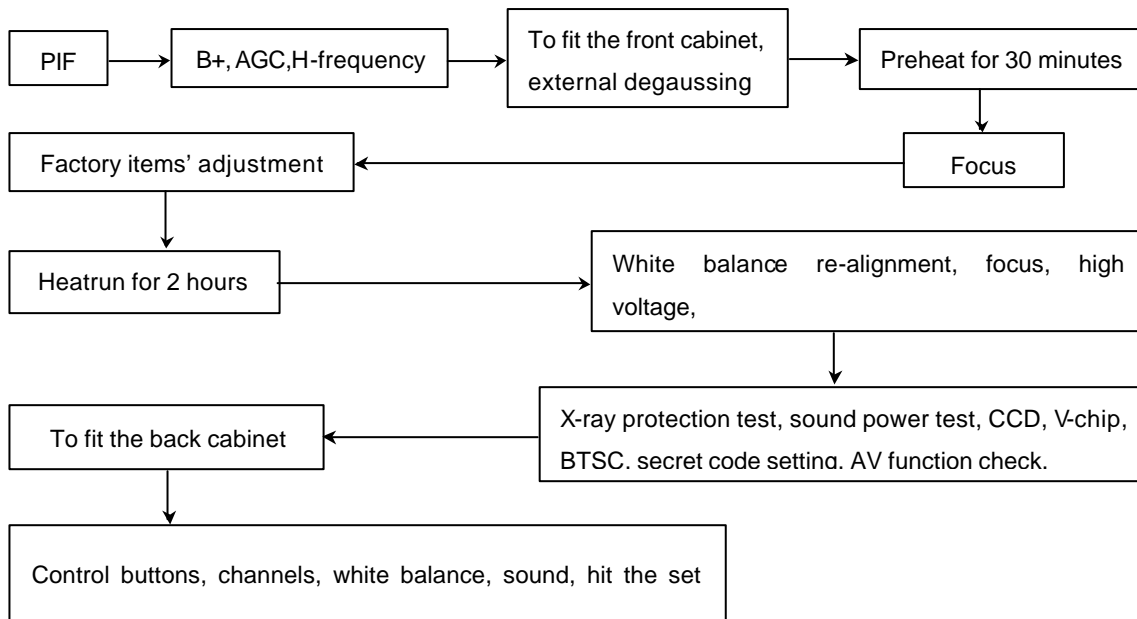 PIF
B+, AGC,H-frequency
To fit the front cabinet,
external degaussing
Preheat for 30 minutes
Focus
Factory items’ adjustment
Heatrun for 2 hours
White balance re-alignment, focus, high
voltage,
X-ray protection test, sound power test, CCD, V-chip,
BTSC, secret code setting, AV function check.
To fit the back cabinet
Control buttons, channels, white balance, sound, hit the set